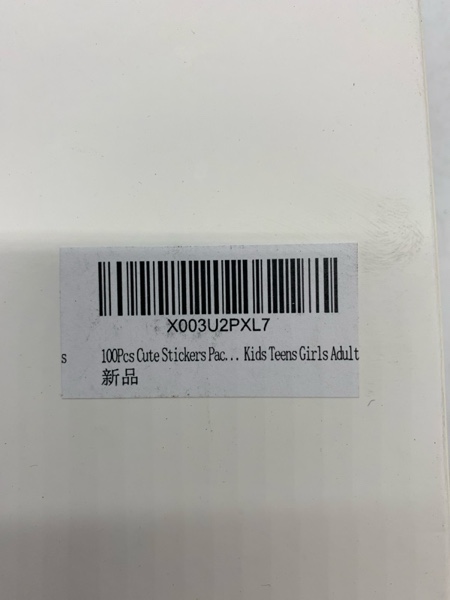 X003U2PXL7
s 100Pcs Cute Stickers Pac... Kids Teens Girls Adult
新品